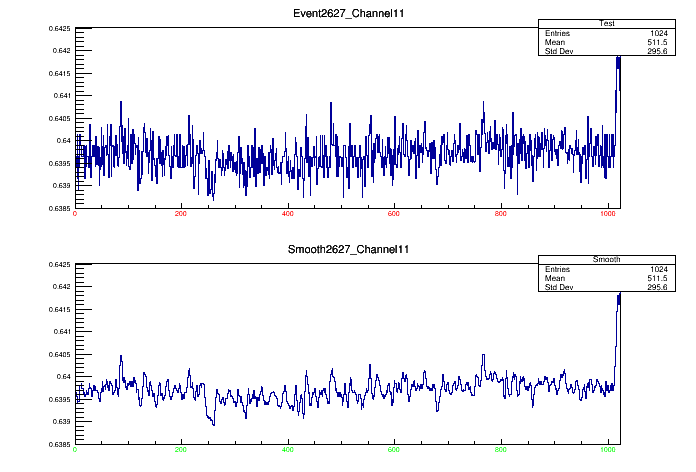 Event2627_Channel11
Test
Entries 1024
Mean 511.5
Std Dev 295.6
0.6425
0.642
0.6415
0.641
0.6405
0.64
0.6395
0.639
0.6385
0 200 400 600 800 1000
Smooth2627_Channel11
Smooth
Entries 1024
Mean 511.5
Std Dev 295.6
0.6425
0.642
0.6415
0.641
0.6405
0.64
0.6395
0.639
0.6385
0 200 400 600 800 1000